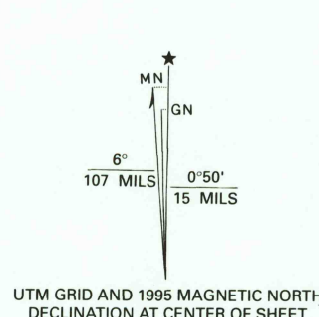 MN
GN
6°
107 MILS
0°50'
15 MILS
UTM GRID AND 1995 MAGNETIC NORTH
DECLINATION AT CENTER OF SHEET